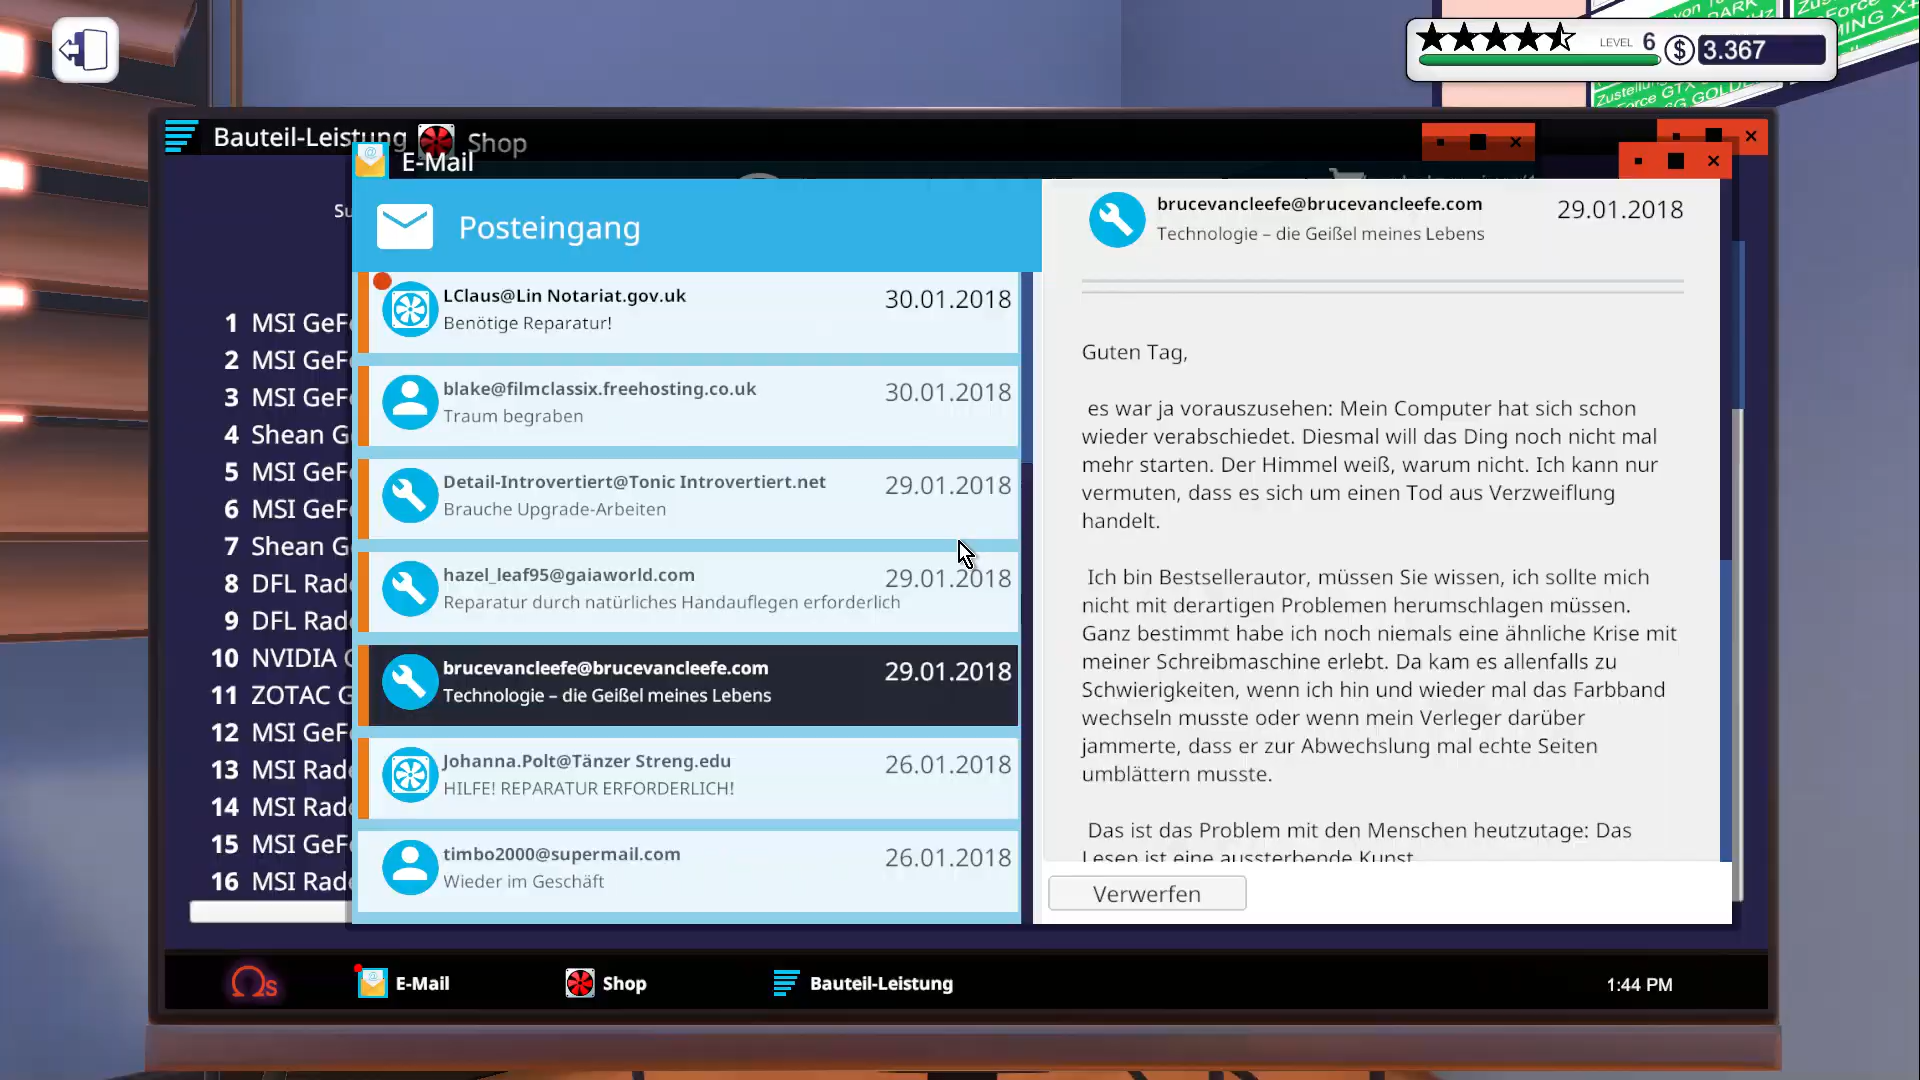 LEVEL 6
$ 3.367
Bauteil-Leistung
Shop
E-Mail
Posteingang
LClaus@Lin Notariat.gov.uk
30.01.2018
Benötige Reparatur!
blake@filmclassix.freehosting.co.uk
30.01.2018
Traum begraben
Detail-Introvertiert@Tonic Introvertiert.net
29.01.2018
Brauche Upgrade-Arbeiten
hazel_leaf95@gaiaworld.com
29.01.2018
Reparatur durch natürliches Handauflegen erforderlich
brucevancleefe@brucevancleefe.com
29.01.2018
Technologie – die Geißel meines Lebens
Johanna.Polt@Tänzer Streng.edu
26.01.2018
HILFE! REPARATUR ERFORDERLICH!
timbo2000@supermail.com
26.01.2018
Wieder im Geschäft
1 MSI GeF
2 MSI GeF
3 MSI GeF
4 Shean G
5 MSI GeF
6 MSI GeF
7 Shean G
8 DFL Rad
9 DFL Rad
10 NVIDIA
11 ZOTAC
12 MSI GeF
13 MSI Rad
14 MSI Rad
15 MSI GeF
16 MSI Rad
brucevancleefe@brucevancleefe.com
29.01.2018
Technologie – die Geißel meines Lebens
Guten Tag,
es war ja vorauszusehen: Mein Computer hat sich schon
wieder verabschiedet. Diesmal will das Ding noch nicht mal
mehr starten. Der Himmel weiß, warum nicht. Ich kann nur
vermuten, dass es sich um einen Tod aus Verzweiflung
handelt.
Ich bin Bestsellerautor, müssen Sie wissen, ich sollte mich
nicht mit derartigen Problemen herumschlagen müssen.
Ganz bestimmt habe ich noch niemals eine ähnliche Krise mit
meiner Schreibmaschine erlebt. Da kam es allenfalls zu
Schwierigkeiten, wenn ich hin und wieder mal das Farbband
wechseln musste oder wenn mein Verleger darüber
jammerte, dass er zur Abwechslung mal echte Seiten
umblättern musste.
Das ist das Problem mit den Menschen heutzutage: Das
Lesen ist eine aussterbende Kunst
Verwerfen
E-Mail
Shop
Bauteil-Leistung
1:44 PM